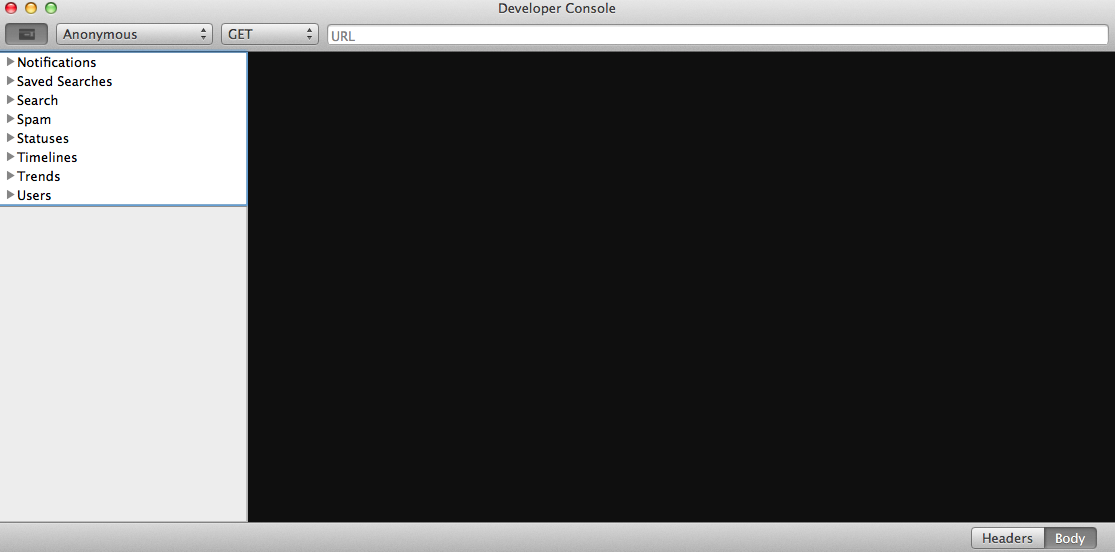 Developer Console
Anonymous GET URL
Notifications
Saved Searches
Search
Spam
Statuses
Timelines
Trends
Users
Headers Body